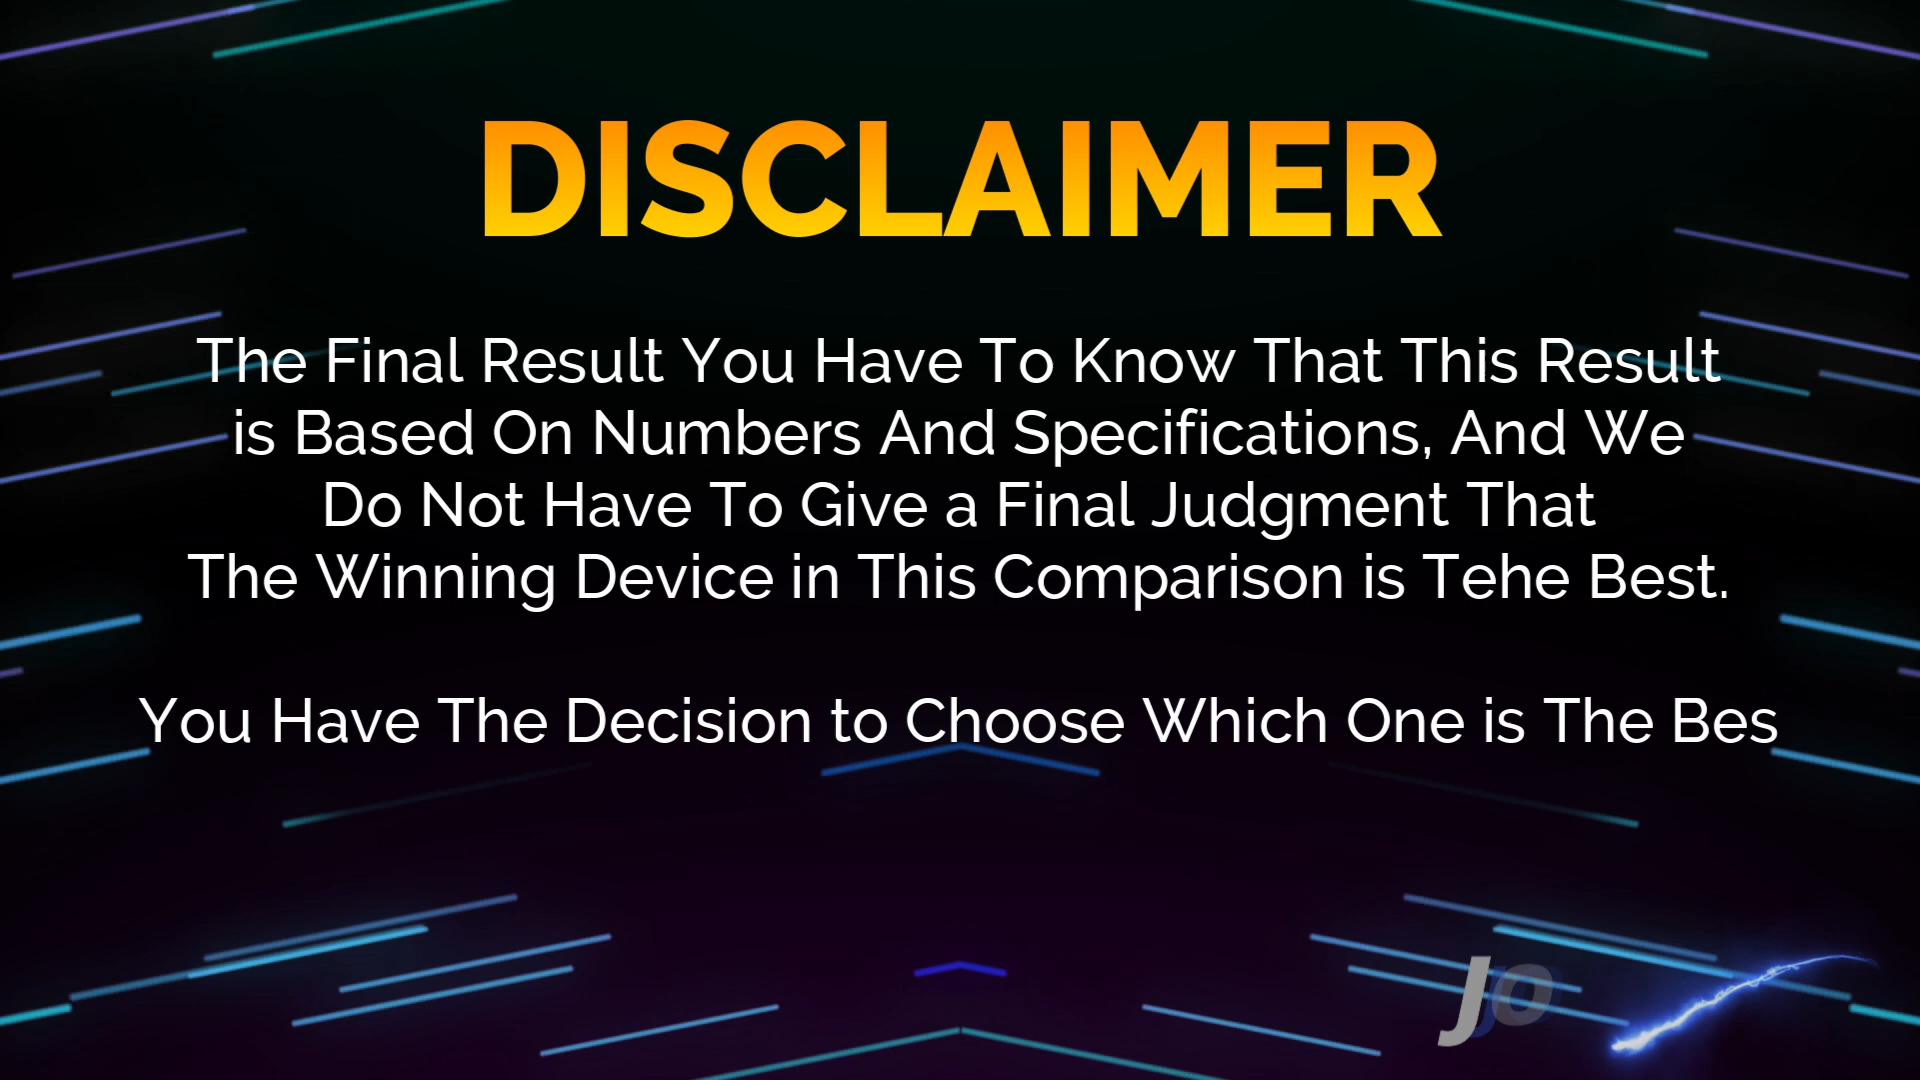 DISCLAIMER
The Final Result You Have To Know That This Result
is Based On Numbers And Specifications, And We
Do Not Have To Give a Final Judgment That
The Winning Device in This Comparison is Tehe Best.
You Have The Decision to Choose Which One is The Bes